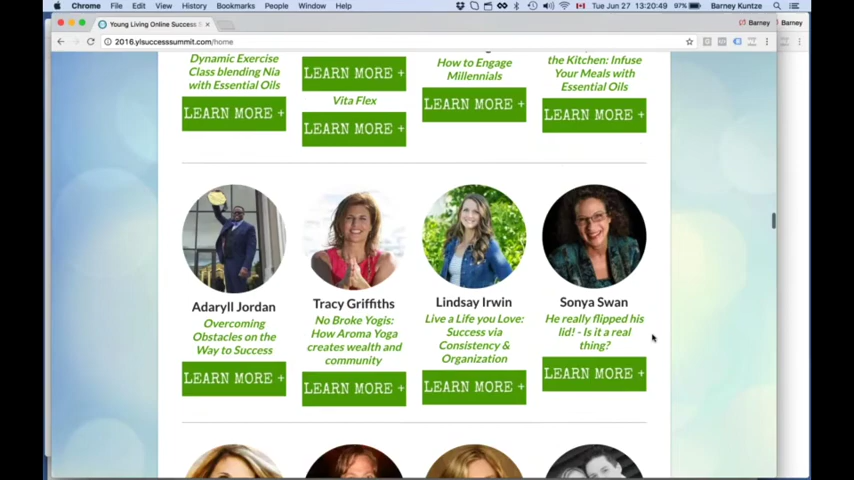 Chrome File Edit View History Bookmarks People Window Help
Tue Jun 27 13:20:49 97% Barney Kuntze
Young Living Online Success S
Barney
Barney
2016.ylsuccesssummit.com/home
Dynamic Exercise
Class blending Nia
with Essential Oils
LEARN MORE +
LEARN MORE +
Vita Flex
LEARN MORE +
How to Engage
Millennials
LEARN MORE +
the Kitchen: Infuse
Your Meals with
Essential Oils
LEARN MORE +
Adaryll Jordan
Overcoming
Obstacles on the
Way to Success
LEARN MORE +
Tracy Griffiths
No Broke Yogis:
How Aroma Yoga
creates wealth and
community
LEARN MORE +
Lindsay Irwin
Live a Life you Love:
Success via
Consistency &
Organization
LEARN MORE +
Sonya Swan
He really flipped his
lid! - Is it a real
thing?
LEARN MORE +